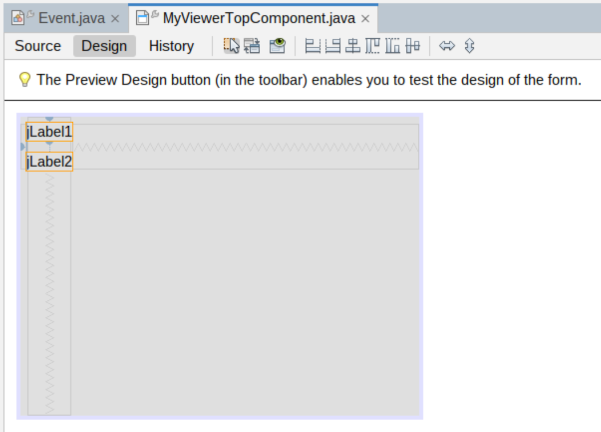 Event.java × MyViewerTopComponent.java ×
Source Design History
The Preview Design button (in the toolbar) enables you to test the design of the form.
jLabel1
jLabel2